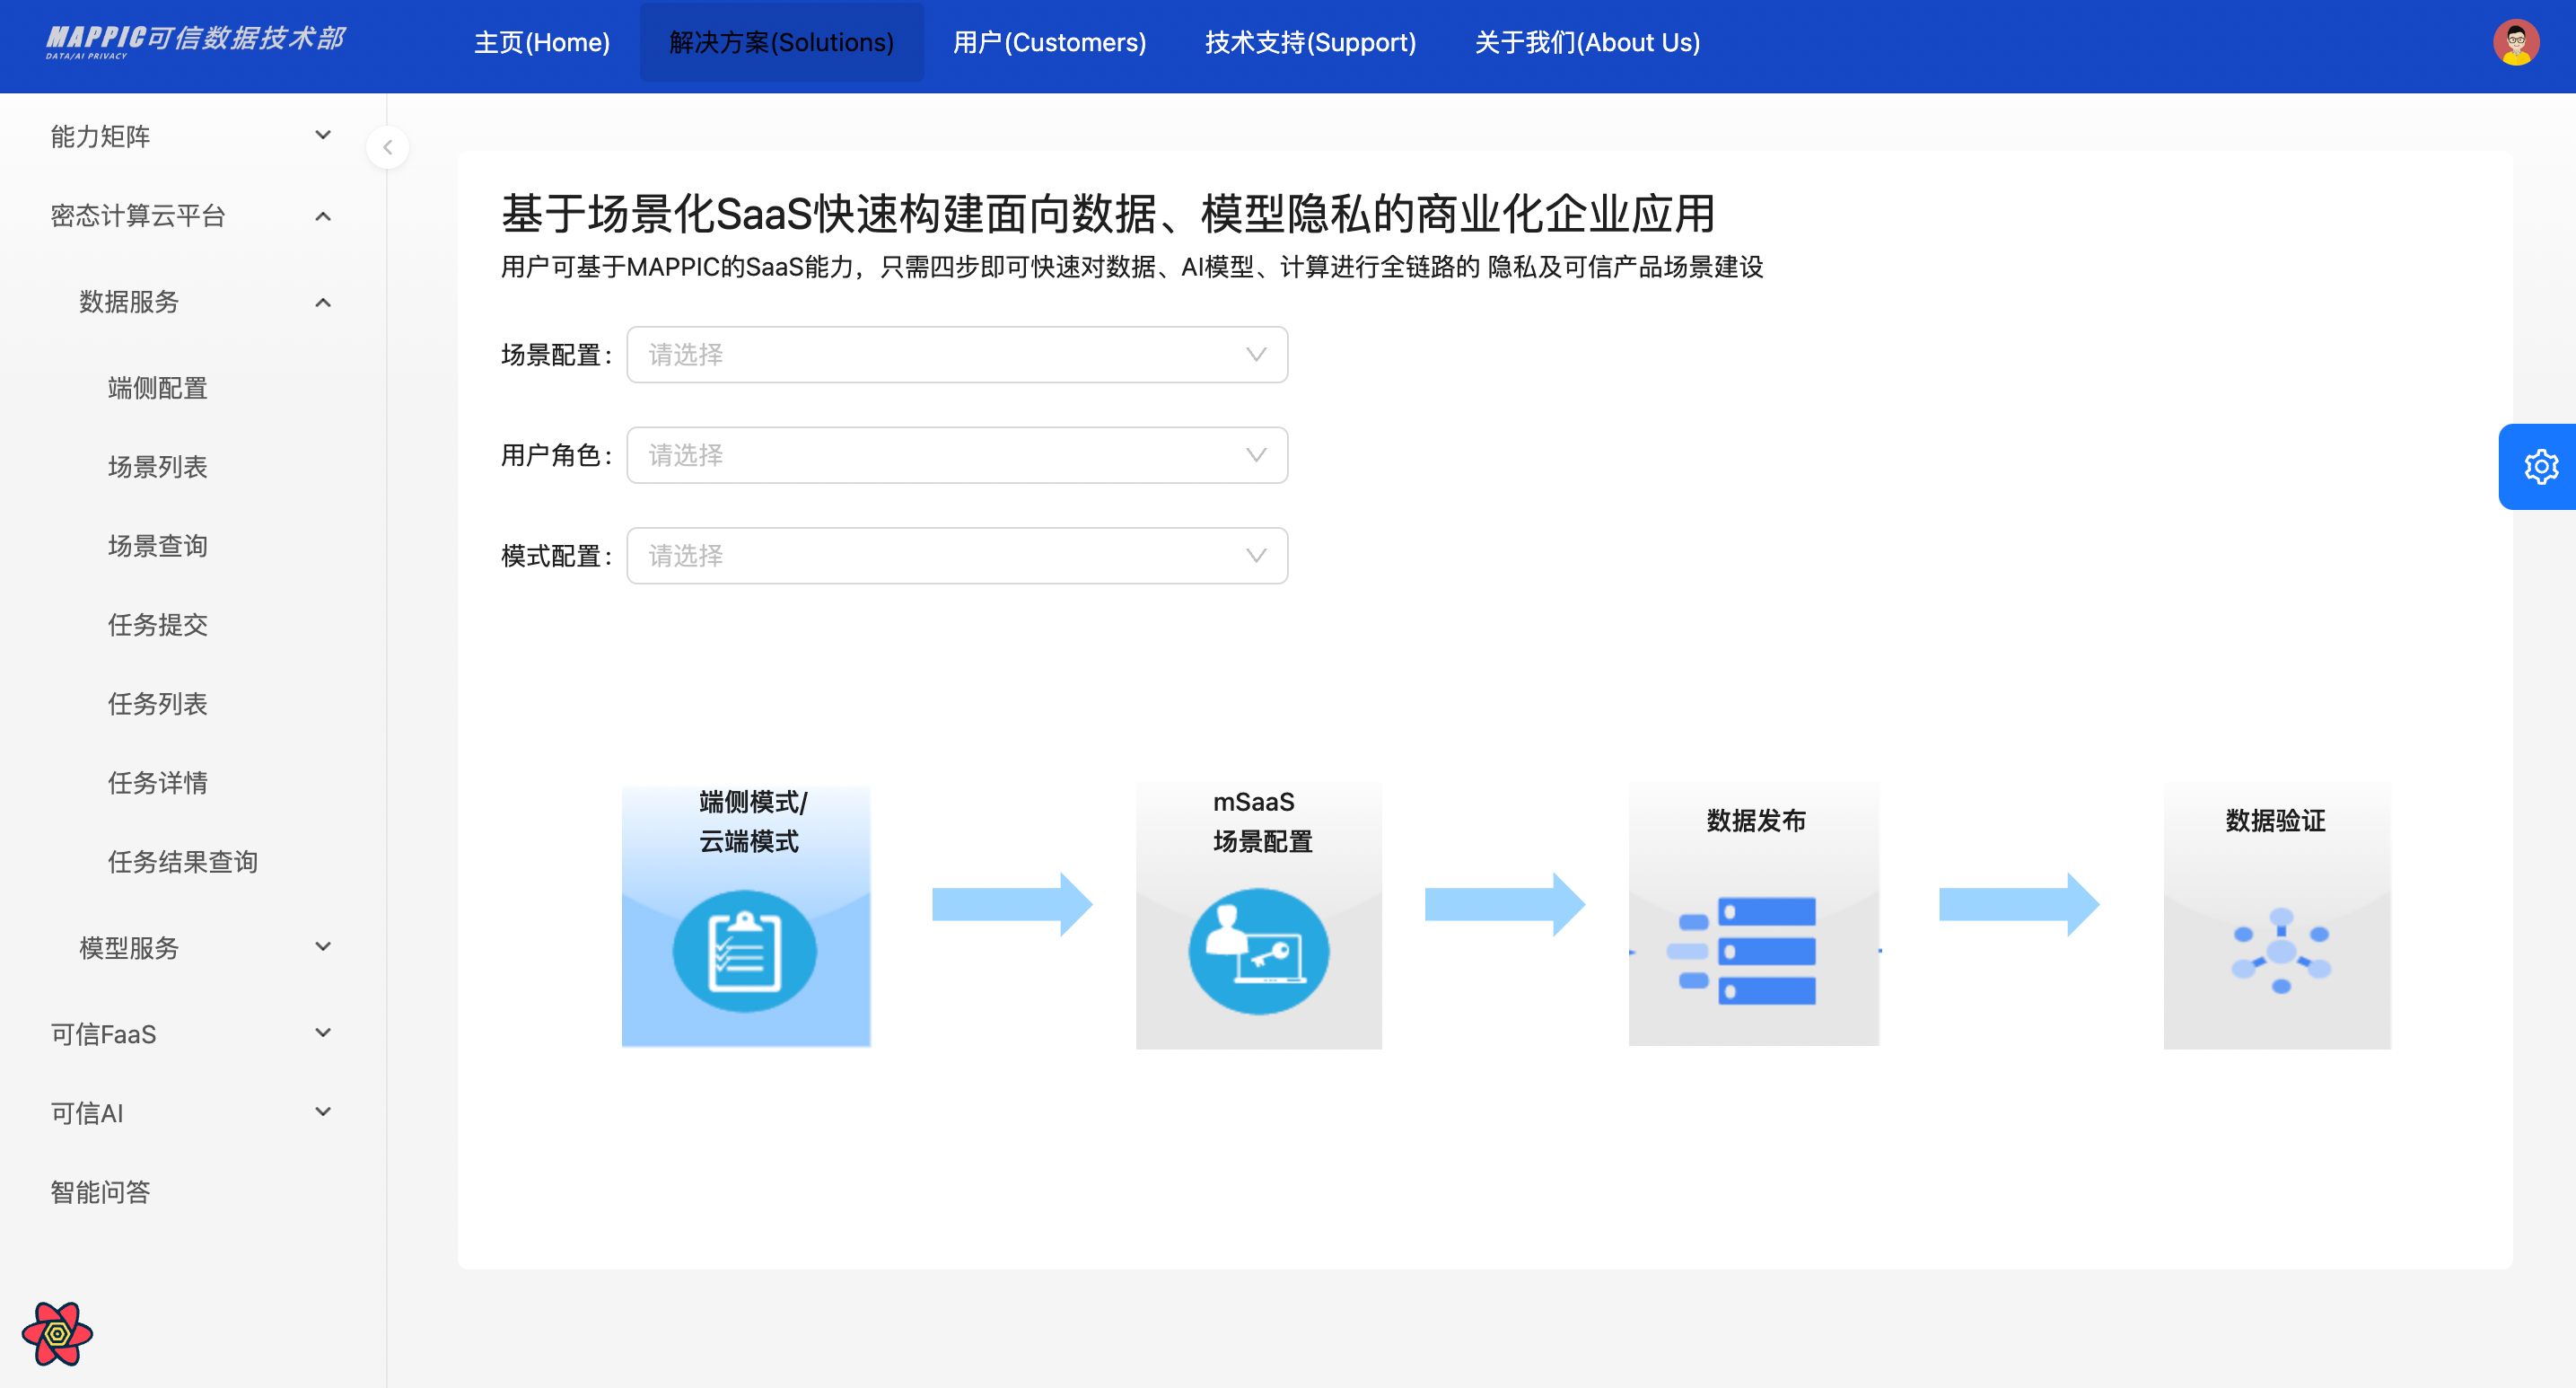 MAPPIC可信数据技术部
DATA/AI PRIVACY
主页(Home)
解决方案(Solutions)
用户(Customers)
技术支持(Support)
关于我们(About Us)
能力矩阵
密态计算云平台
数据服务
端侧配置
场景列表
场景查询
任务提交
任务列表
任务详情
任务结果查询
模型服务
可信FaaS
可信AI
智能问答
基于场景化SaaS快速构建面向数据、模型隐私的商业化企业应用
用户可基于MAPPIC的SaaS能力，只需四步即可快速对数据、AI模型、计算进行全链路的 隐私及可信产品场景建设
场景配置: 请选择
用户角色: 请选择
模式配置: 请选择
端侧模式/
云端模式
mSaaS
场景配置
数据发布
数据验证